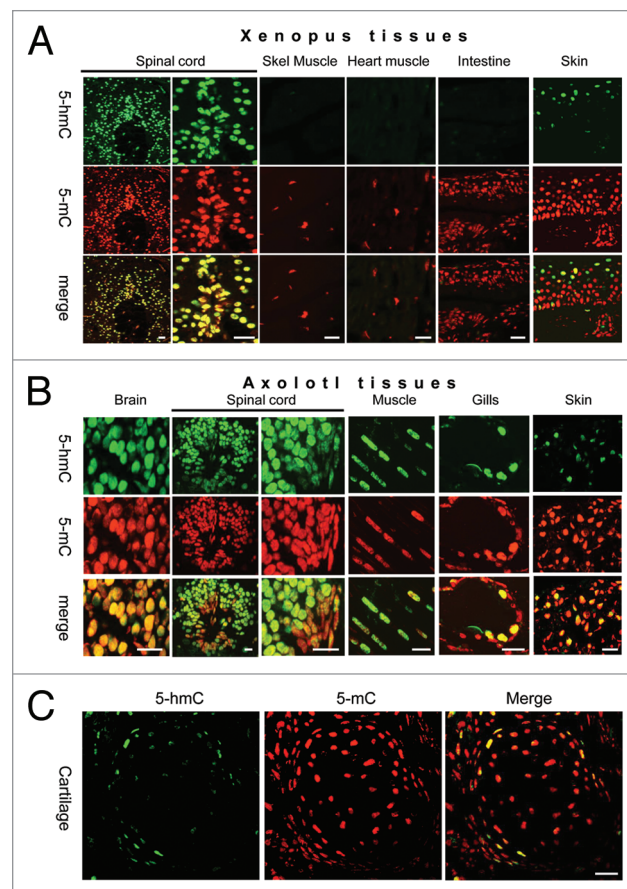 A
Xenopus tissues
Spinal cord Skel Muscle Heart muscle Intestine Skin
5-hmC
5-mC
merge
B
Axolotl tissues
Brain Spinal cord Muscle Gills Skin
5-hmC
5-mC
merge
C
5-hmC 5-mC Merge
Cartilage